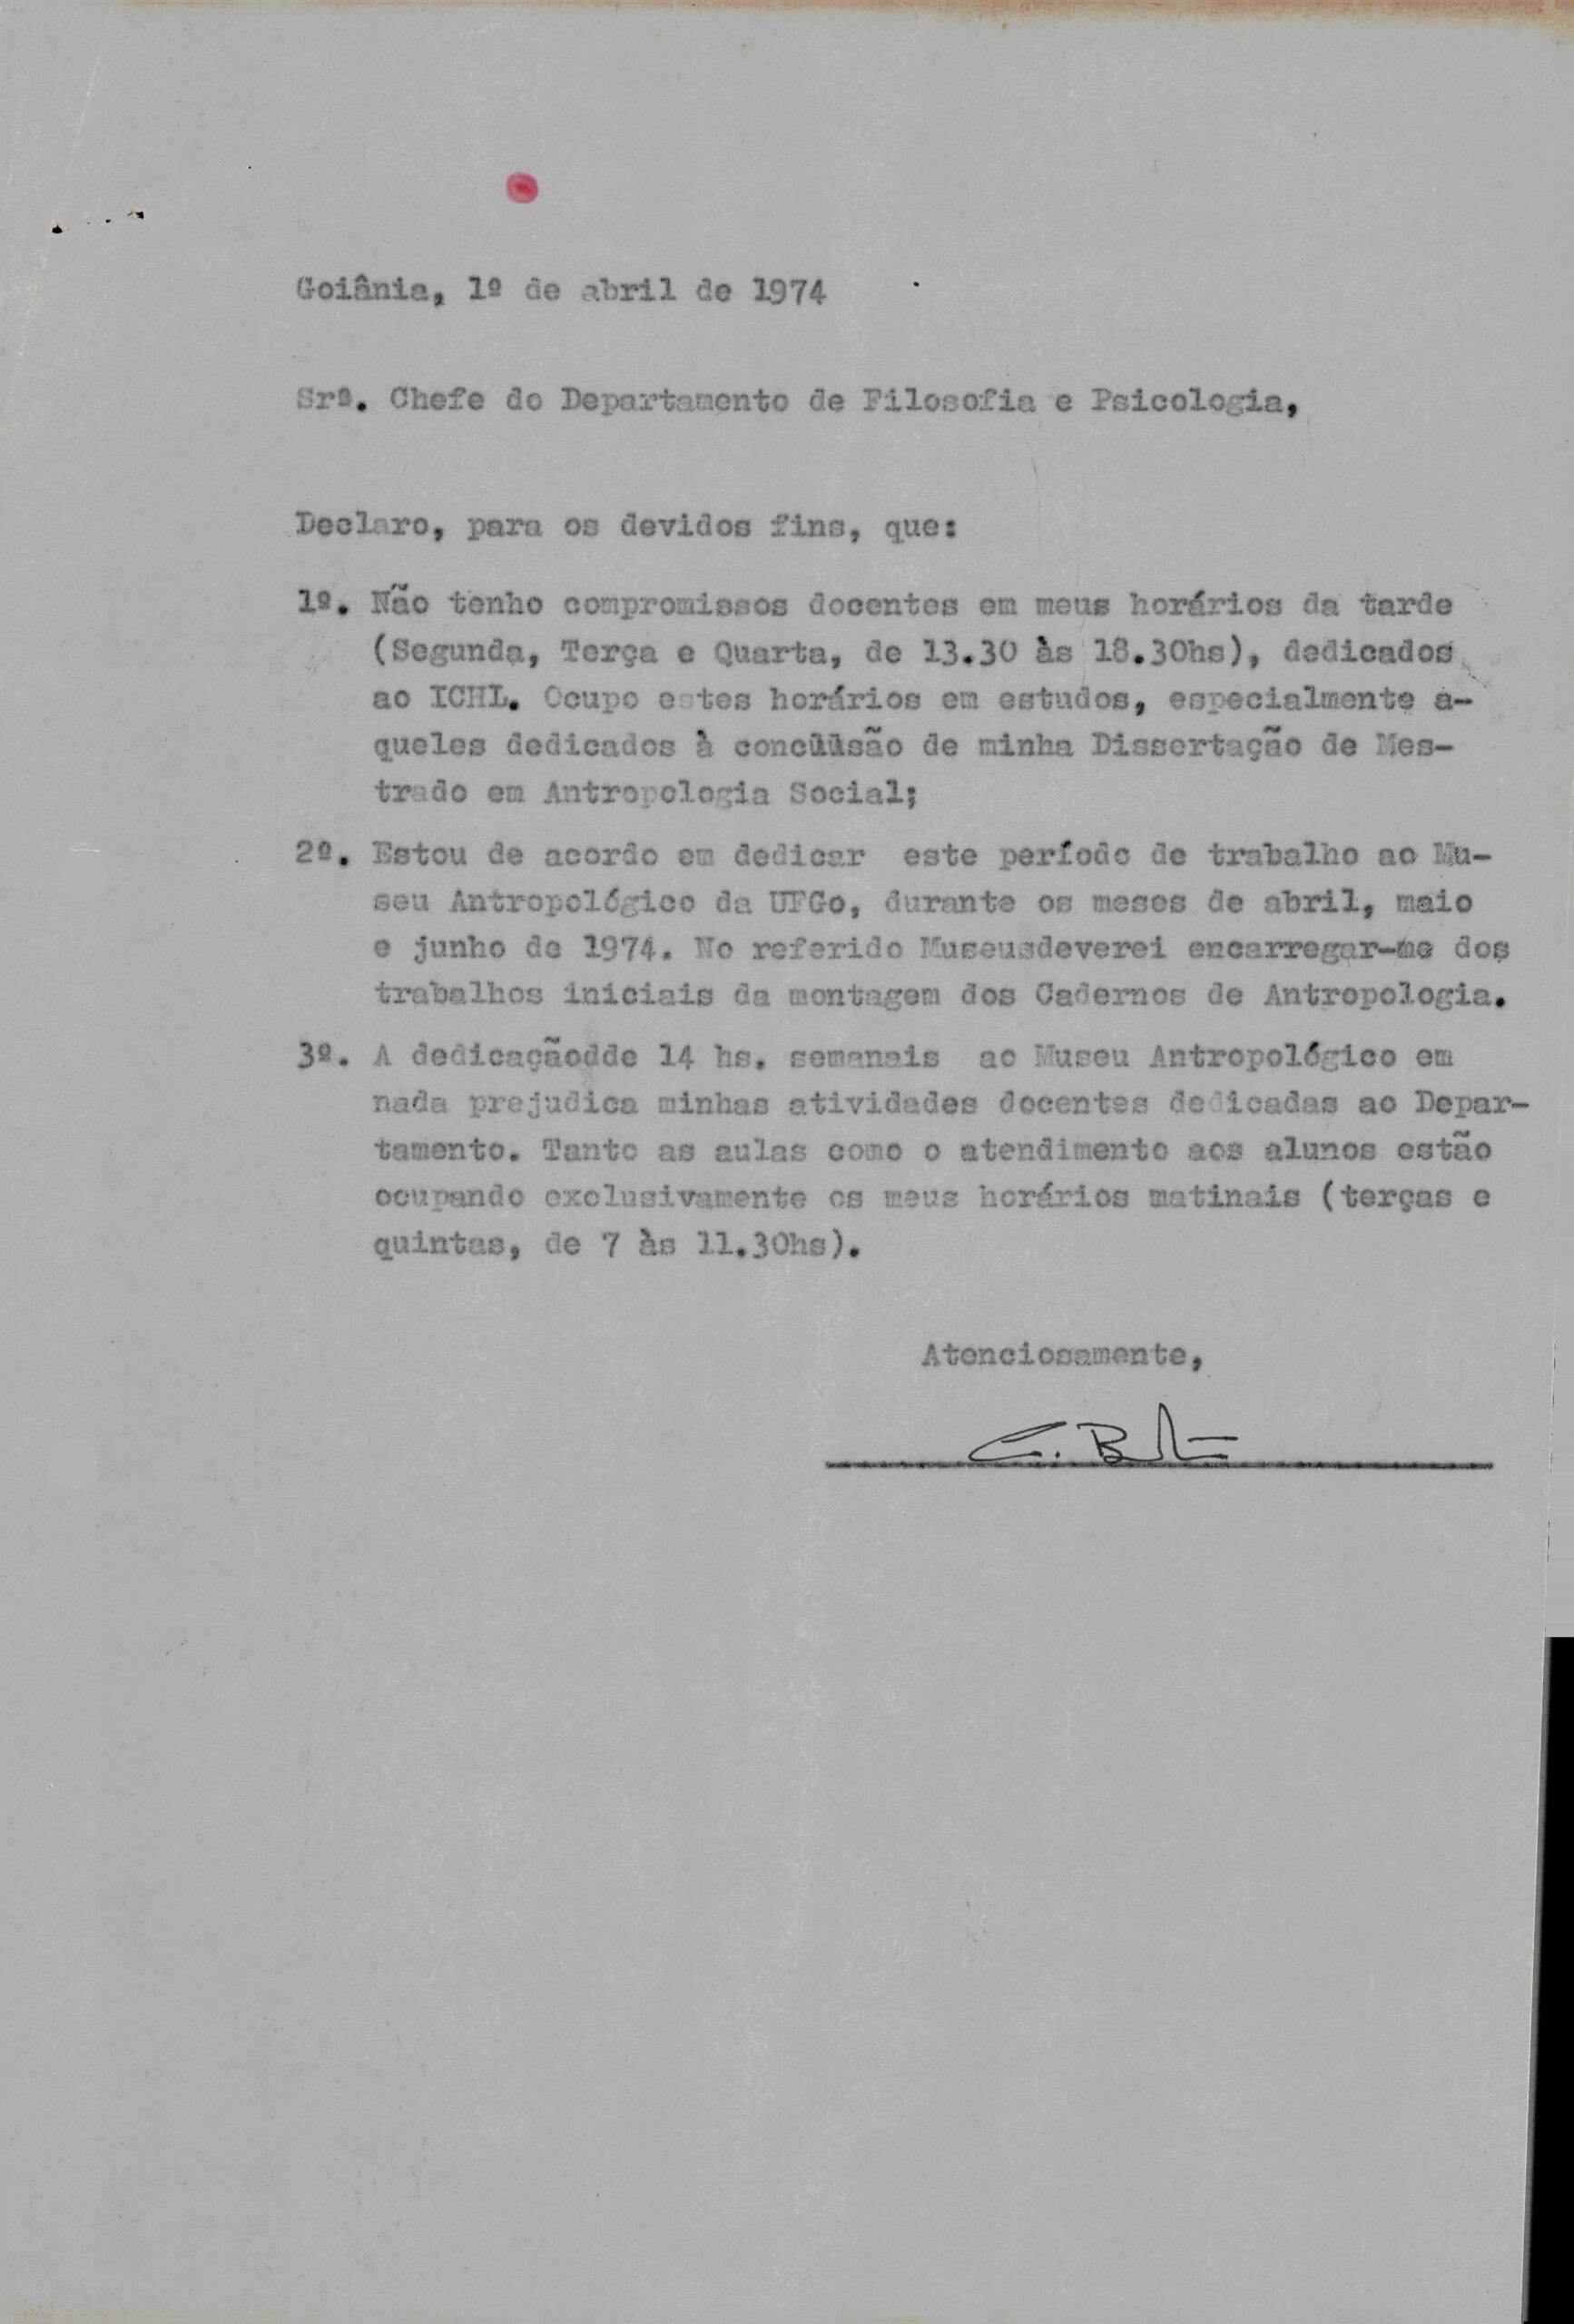 Goiânia, 1º de abril de 1974
Srª. Chefe do Departamento de Filosofia e Psicologia,
Declaro, para os devidos fins, que:
1º. Não tenho compromissos docentes em meus horários da tarde
(Segunda, Terça e Quarta, de 13.30 às 18.30hs), dedicados
ao ICHL. Ocupo estes horários em estudos, especialmente a-
queles dedicados à conclusão de minha Dissertação de Mes-
trado em Antropologia Social;
2º. Estou de acordo em dedicar este período de trabalho ao Mu-
seu Antropológico da UFGo, durante os meses de abril, maio
e junho de 1974. No referido Museusdeverei encarregar-me dos
trabalhos iniciais da montagem dos Cadernos de Antropologia.
3º. A dedicaçãodde 14 hs. semanais ao Museu Antropológico em
nada prejudica minhas atividades docentes dedicadas ao Depar-
tamento. Tanto as aulas como o atendimento aos alunos estão
ocupando exclusivamente os meus horários matinais (terças e
quintas, de 7 às 11.30hs).
Atenciosamente,